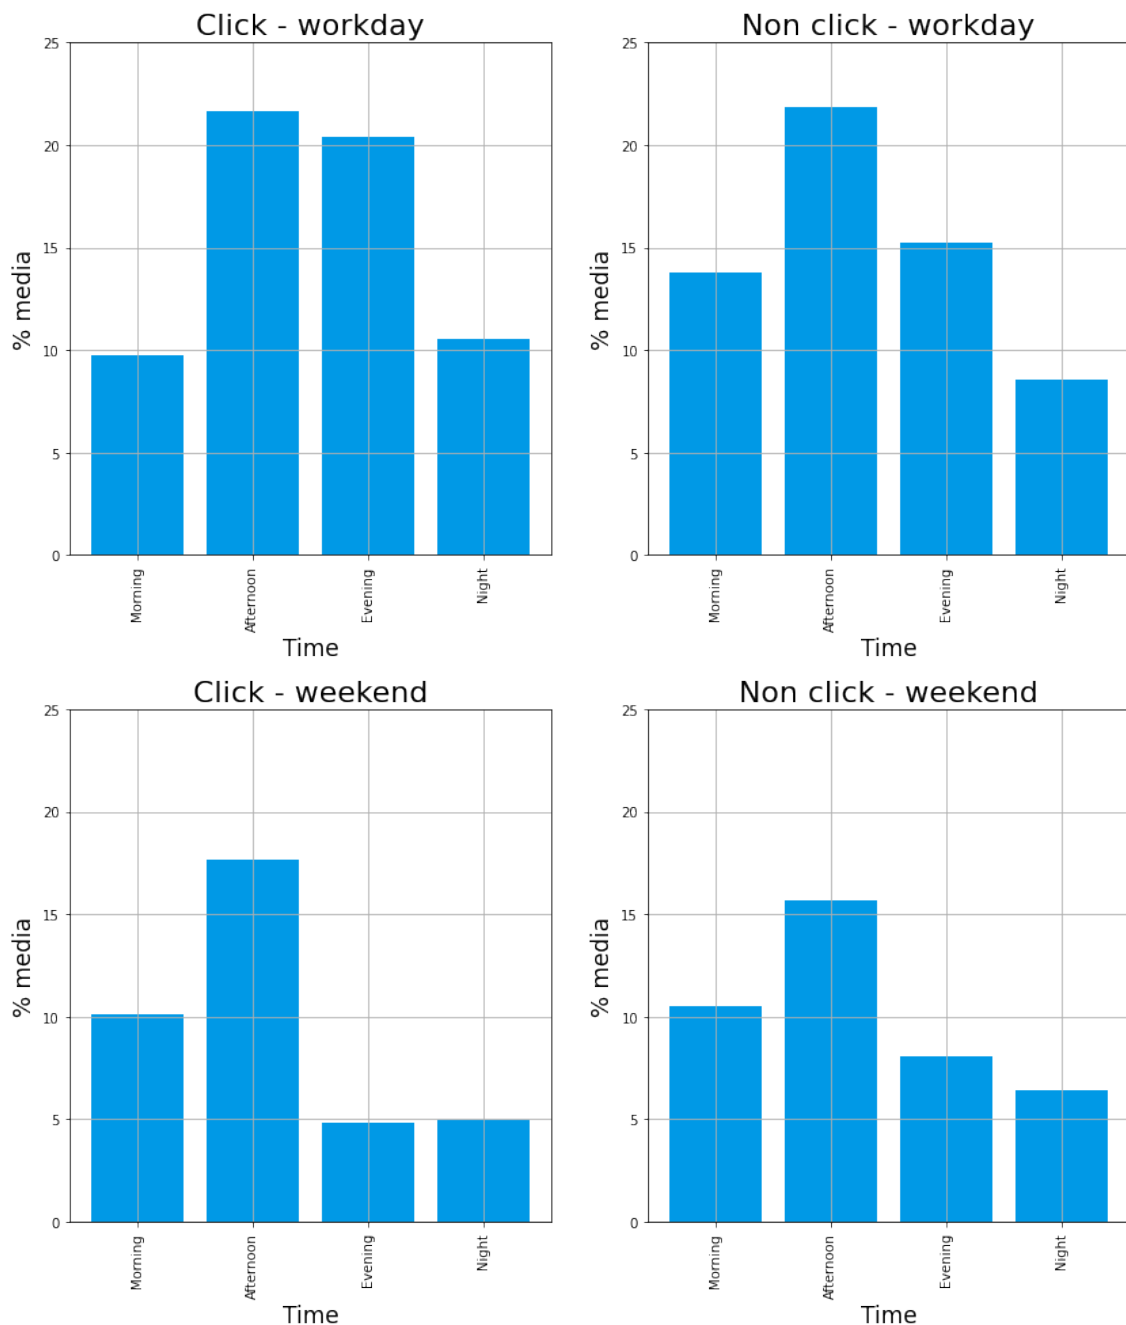 Click - workday
25
20
15
10
5
0
% media
Morning
Afternoon
Evening
Night
Time
Non click - workday
25
20
15
10
5
0
% media
Morning
Afternoon
Evening
Night
Time
Click - weekend
25
20
15
10
5
0
% media
Morning
Afternoon
Evening
Night
Time
Non click - weekend
25
20
15
10
5
0
% media
Morning
Afternoon
Evening
Night
Time